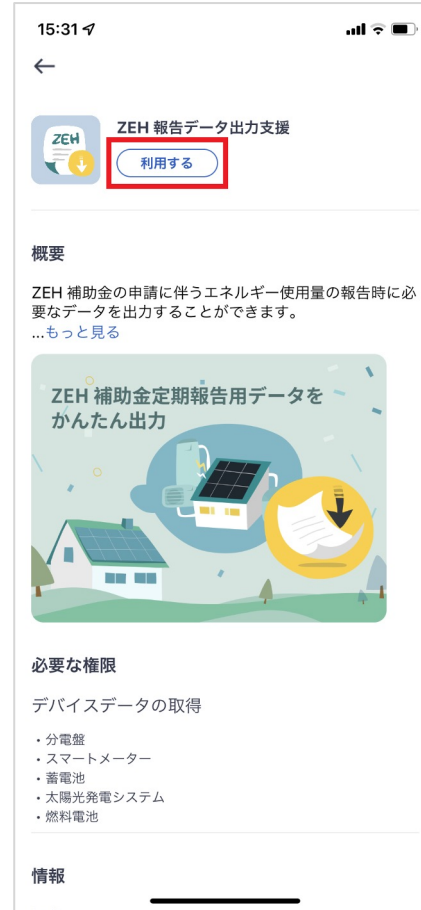 15:31
ZEH
ZEH 報告データ出力支援
利用する
概要
ZEH 補助金の申請に伴うエネルギー使用量の報告時に必
要なデータを出力することができます。
...もっと見る
ZEH 補助金定期報告用データを
かんたん出力
必要な権限
デバイスデータの取得
・分電盤
・スマートメーター
・蓄電池
・太陽光発電システム
・燃料電池
情報